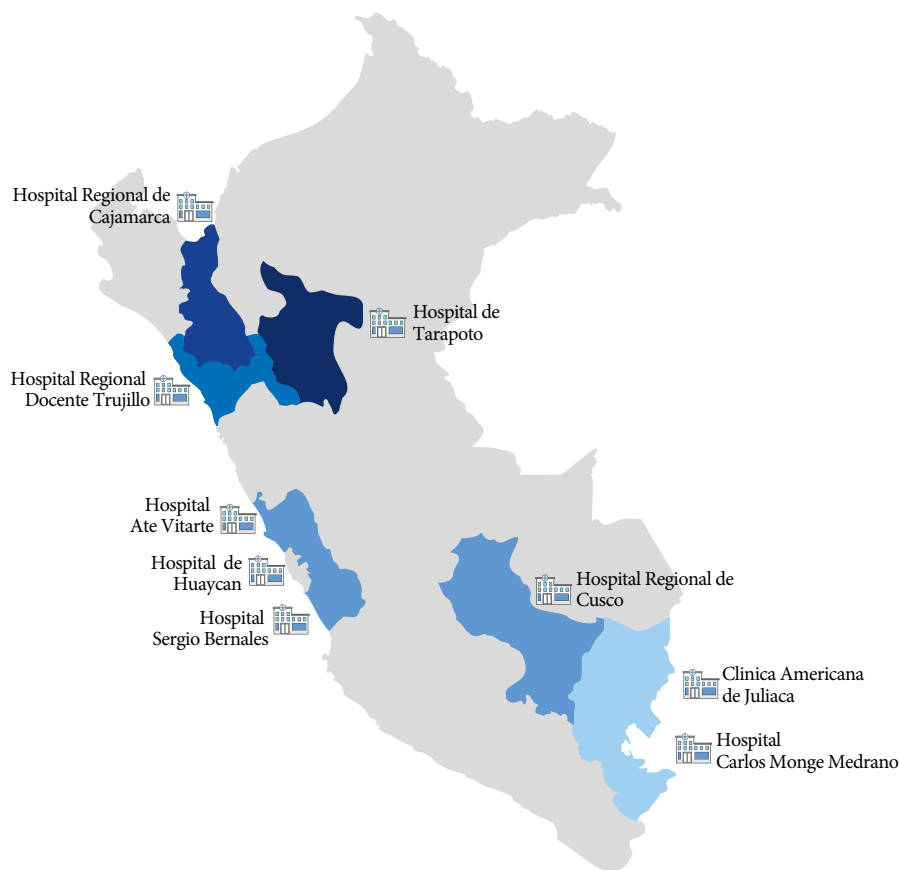 Hospital Regional de
Cajamarca
Hospital de
Tarapoto
Hospital Regional
Docente Trujillo
Hospital
Ate Vitarte
Hospital de
Huaycan
Hospital Regional de
Cusco
Hospital
Sergio Bernales
Clinica Americana
de Juliaca
Hospital
Carlos Monge Medrano